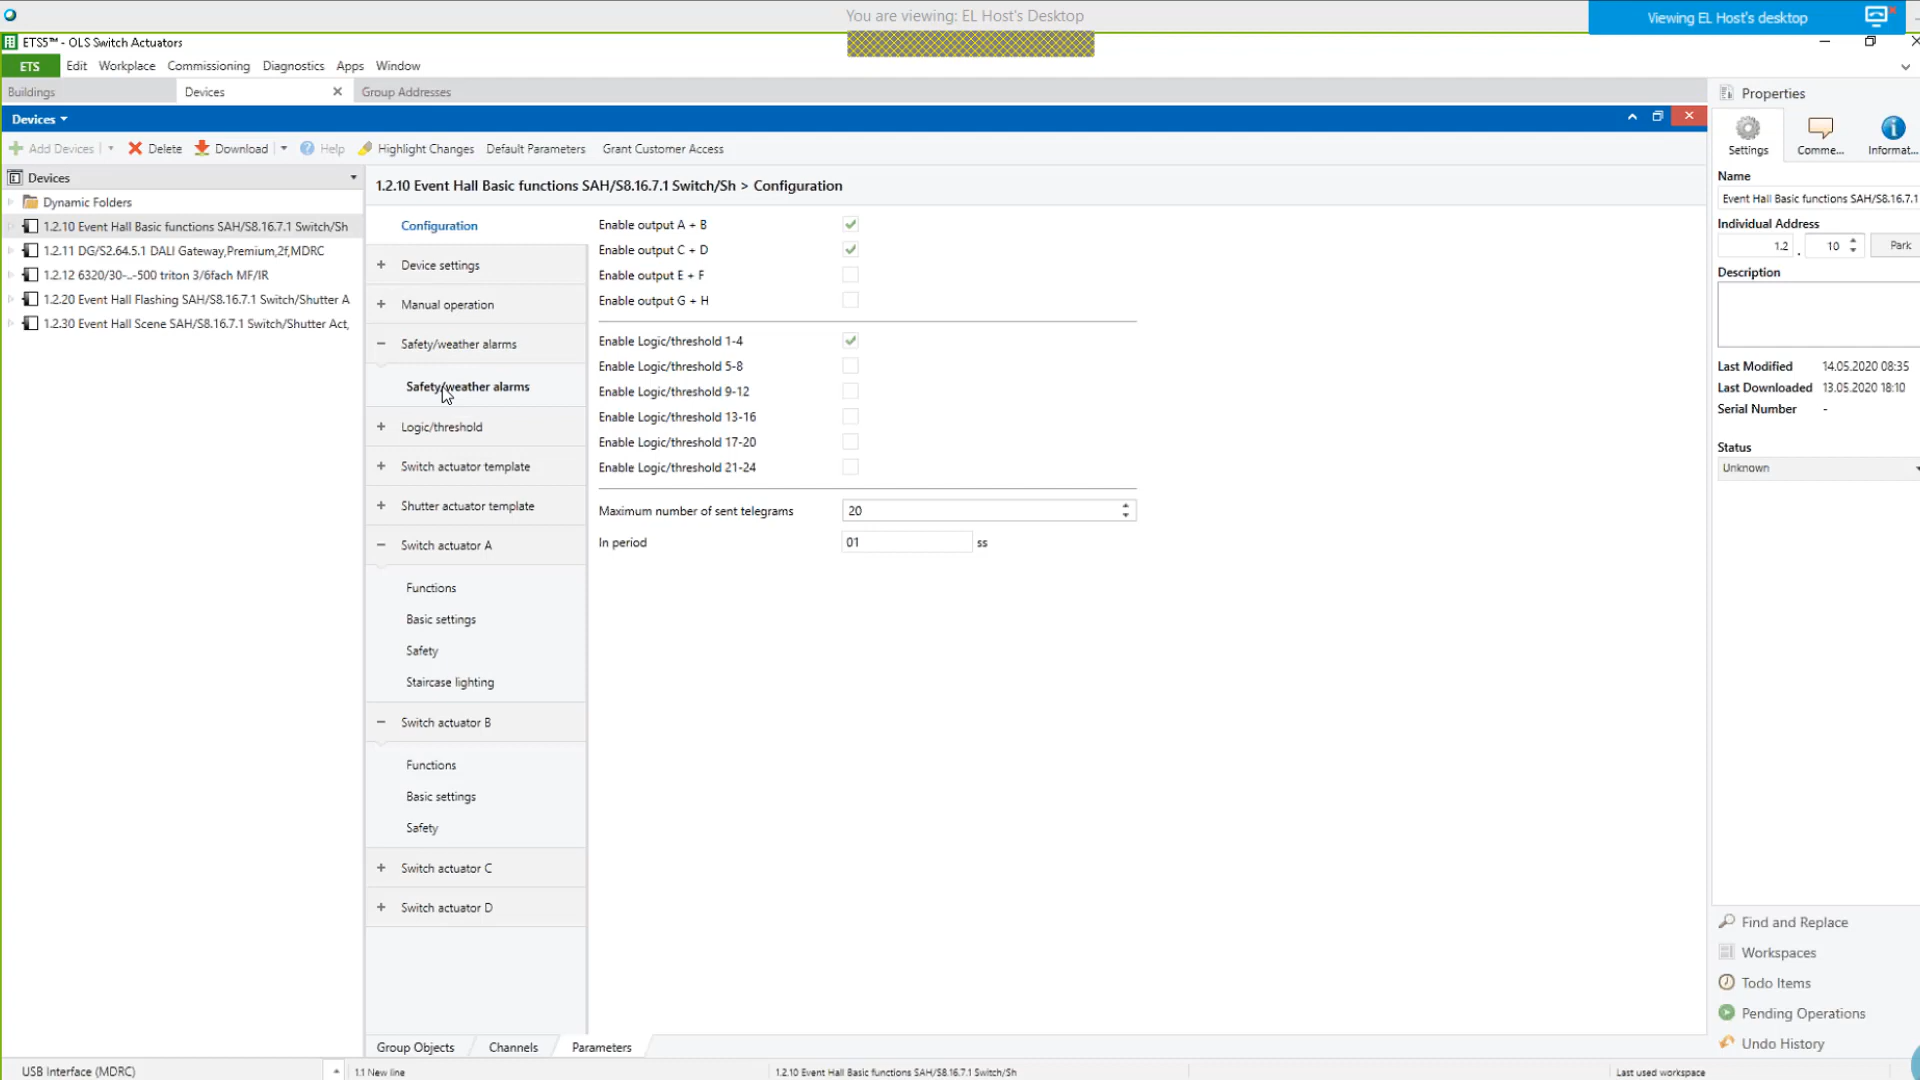 You are viewing: EL Host's Desktop
Viewing EL Host's desktop
ETS5™ - OLS Switch Actuators
ETS Edit Workplace Commissioning Diagnostics Apps Window
Buildings Devices Group Addresses
Devices
Add Devices Delete Download Help Highlight Changes Default Parameters Grant Customer Access
Devices
Dynamic Folders
1.2.10 Event Hall Basic functions SAH/S8.16.7.1 Switch/Sh
1.2.11 DG/S2.64.5.1 DALI Gateway,Premium,2f,MDRC
1.2.12 6320/30-..-500 triton 3/6fach MF/IR
1.2.20 Event Hall Flashing SAH/S8.16.7.1 Switch/Shutter A
1.2.30 Event Hall Scene SAH/S8.16.7.1 Switch/Shutter Act,
1.2.10 Event Hall Basic functions SAH/S8.16.7.1 Switch/Sh > Configuration
Configuration
Device settings
Manual operation
Safety/weather alarms
Safety/weather alarms
Logic/threshold
Switch actuator template
Shutter actuator template
Switch actuator A
Functions
Basic settings
Safety
Staircase lighting
Switch actuator B
Functions
Basic settings
Safety
Switch actuator C
Switch actuator D
Enable output A + B
Enable output C + D
Enable output E + F
Enable output G + H
Enable Logic/threshold 1-4
Enable Logic/threshold 5-8
Enable Logic/threshold 9-12
Enable Logic/threshold 13-16
Enable Logic/threshold 17-20
Enable Logic/threshold 21-24
Maximum number of sent telegrams 20
In period 01 ss
Group Objects Channels Parameters
Properties
Settings Comme... Informat...
Name
Event Hall Basic functions SAH/S8.16.7.1
Individual Address
1.2 . 10 Park
Description
Last Modified 14.05.2020 08:35
Last Downloaded 13.05.2020 18:10
Serial Number -
Status
Unknown
Find and Replace
Workspaces
Todo Items
Pending Operations
Undo History
USB Interface (MDRC) 1.1 New line 1.2.10 Event Hall Basic functions SAH/S8.16.7.1 Switch/Sh Last used workspace